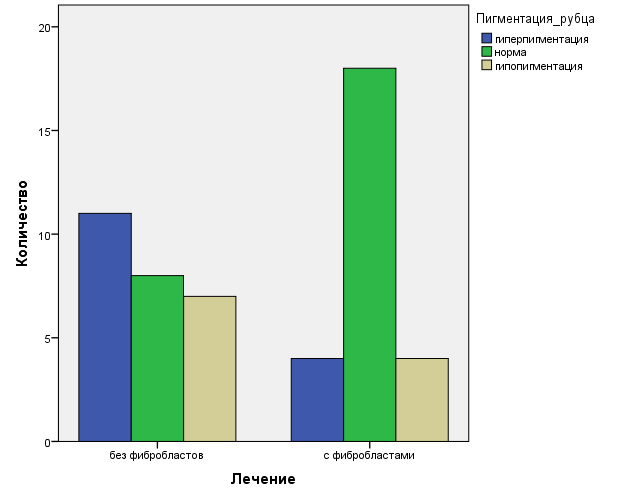 Пигментация_рубца
гиперпигментация
норма
гипопигментация
20
15
10
5
0
Количество
без фибробластов
с фибробластами
Лечение